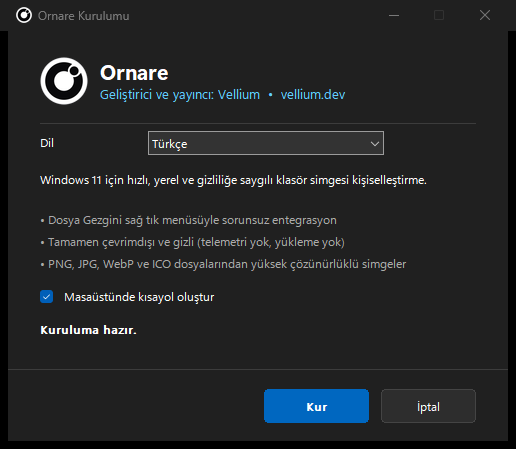 Ornare Kurulumu
Ornare
Geliştirici ve yayıncı: Vellium • vellium.dev
Dil
Türkçe
Windows 11 için hızlı, yerel ve gizliliğe saygılı klasör simgesi kişiselleştirme.
• Dosya Gezgini sağ tık menüsüyle sorunsuz entegrasyon
• Tamamen çevrimdışı ve gizli (telemetri yok, yükleme yok)
• PNG, JPG, WebP ve ICO dosyalarından yüksek çözünürlüklü simgeler
Masaüstünde kısayol oluştur
Kuruluma hazır.
Kur
İptal